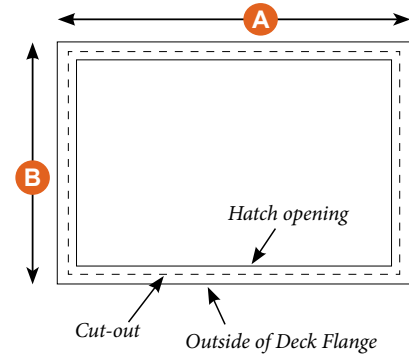 A
B
Hatch opening
Cut-out
Outside of Deck Flange